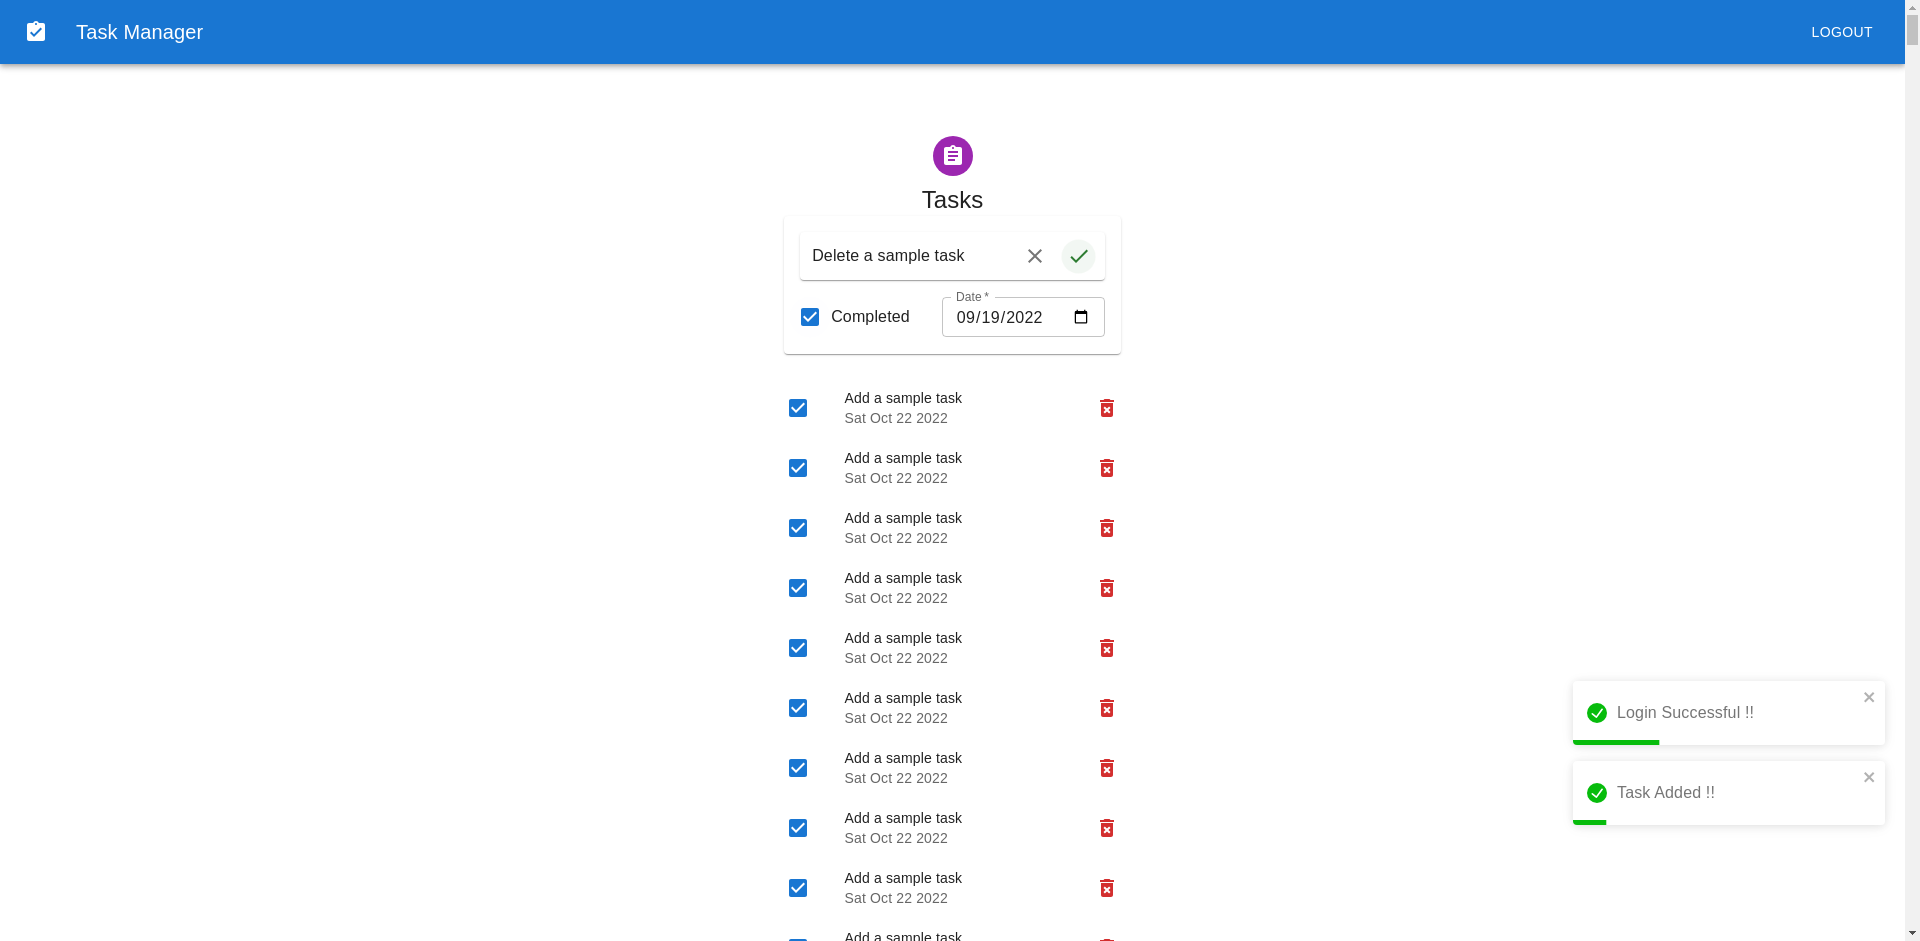 Task Manager
LOGOUT
Tasks
Delete a sample task
Completed
Date *
09/19/2022
Add a sample task
Sat Oct 22 2022
Add a sample task
Sat Oct 22 2022
Add a sample task
Sat Oct 22 2022
Add a sample task
Sat Oct 22 2022
Add a sample task
Sat Oct 22 2022
Add a sample task
Sat Oct 22 2022
Add a sample task
Sat Oct 22 2022
Add a sample task
Sat Oct 22 2022
Add a sample task
Sat Oct 22 2022
Add a sample task
Login Successful !!
Task Added !!